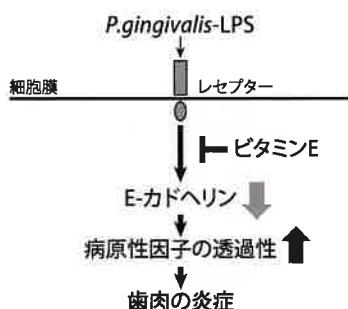 P.gingivalis-LPS
細胞膜 レセプター
ビタミンE
E-カドヘリン
病原性因子の透過性
歯肉の炎症